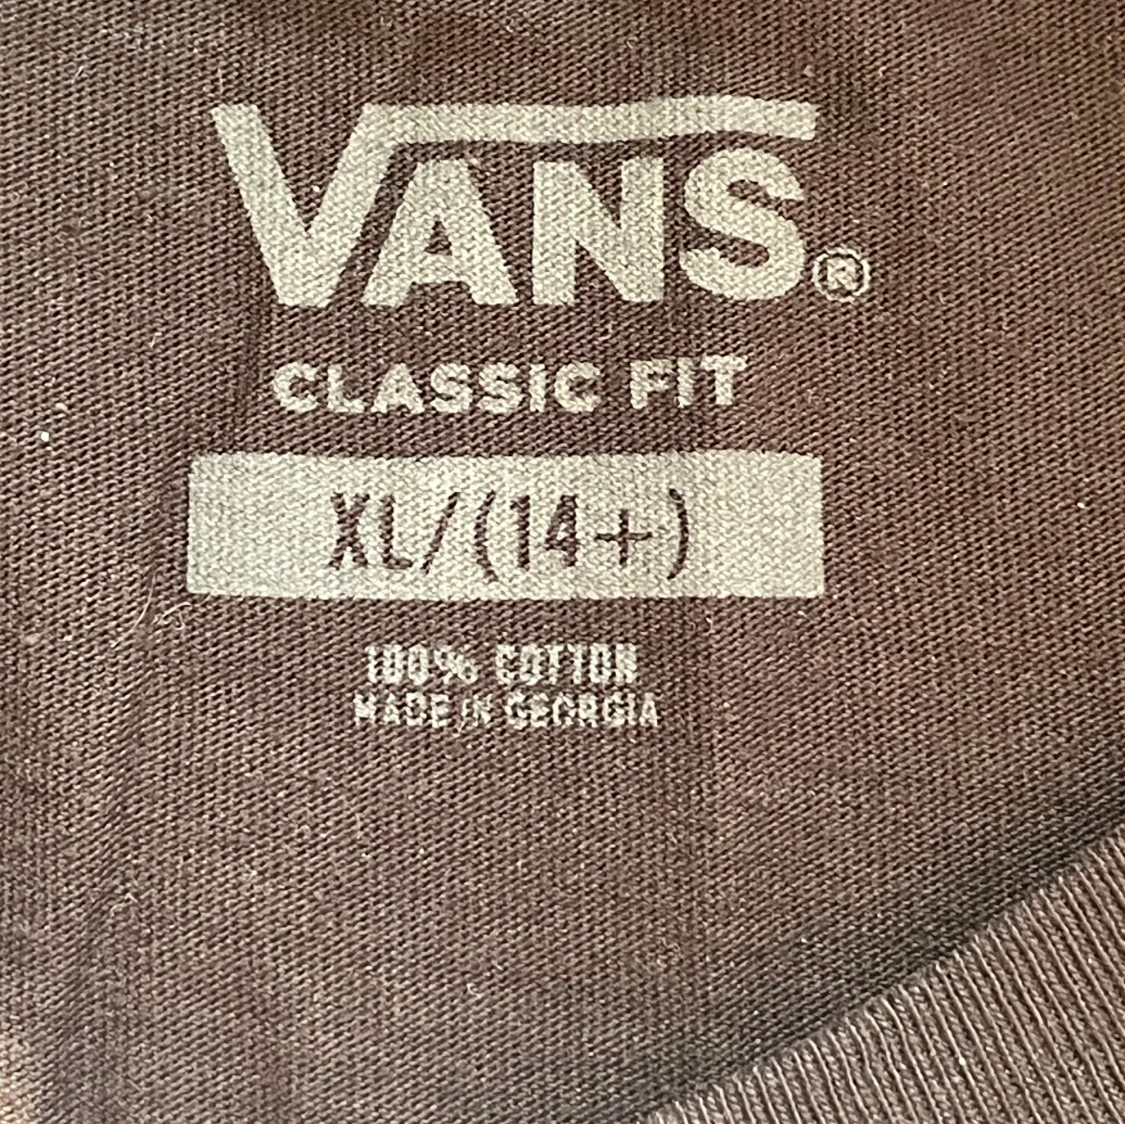 VANS®
CLASSIC FIT
XL/(14+)
100% COTTON
MADE IN GEORGIA